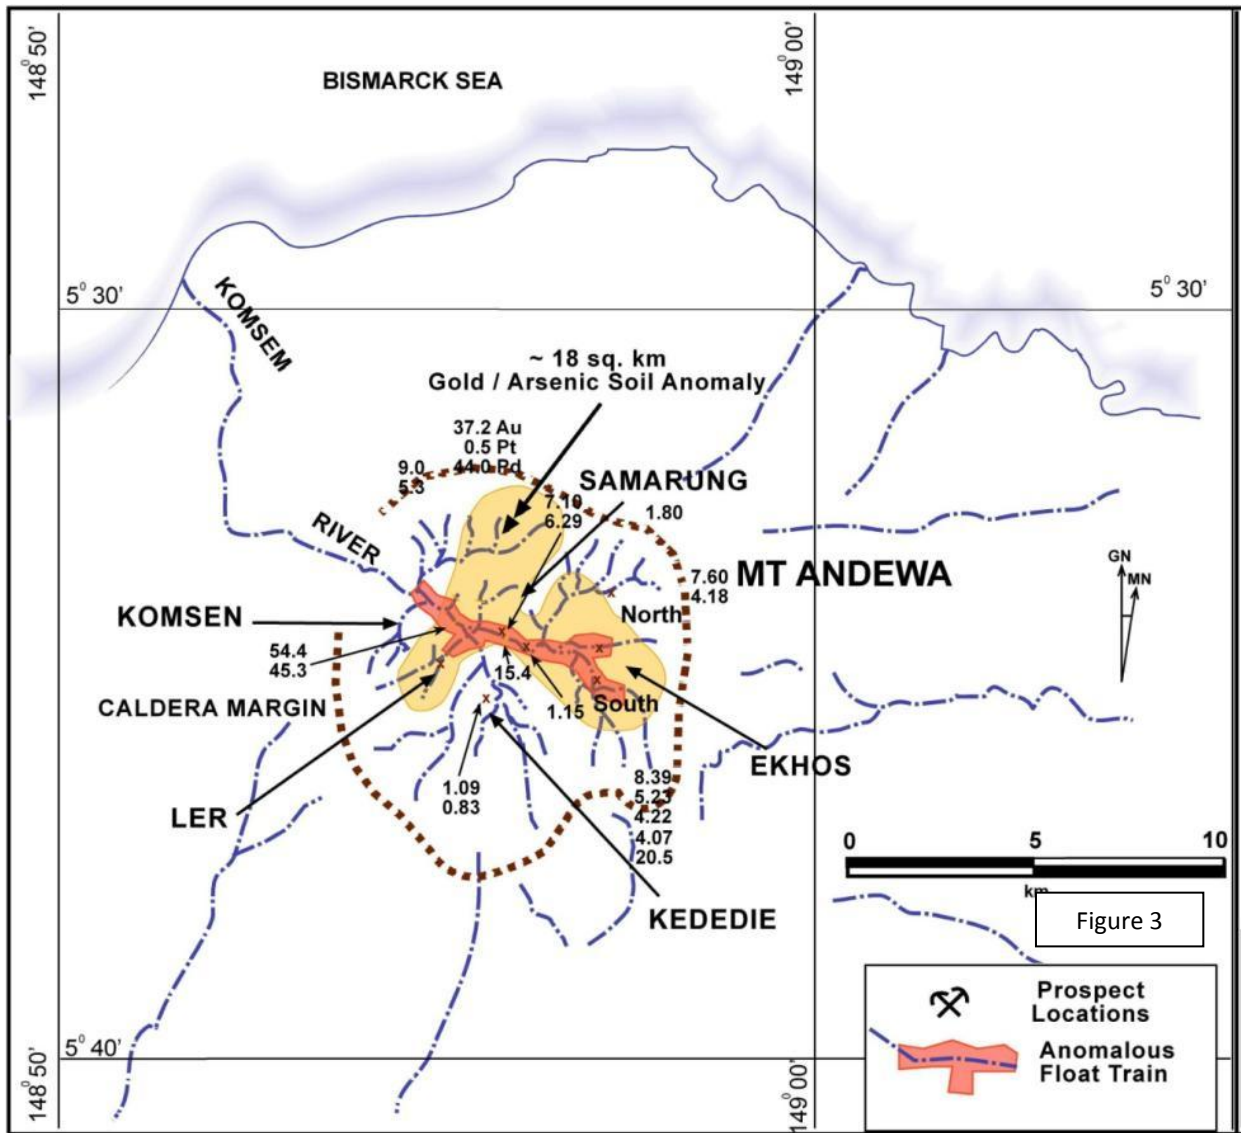 148° 50'
149° 00'
BISMARCK SEA
5° 30'
5° 30'
KOMSEM
~ 18 sq. km
Gold / Arsenic Soil Anomaly
37.2 Au
0.5 Pt
44.0 Pd
9.0
5.3
SAMARUNG
7.10
6.29
1.80
RIVER
7.60
4.18
MT ANDEWA
GN
MN
KOMSEN
North
54.4
45.3
15.4
South
1.15
CALDERA MARGIN
EKHOS
LER
1.09
0.83
8.39
5.23
4.22
4.07
20.5
0 5 10
km
KEDEDIE
Figure 3
Prospect
Locations
Anomalous
Float Train
5° 40'
148° 50'
149° 00'